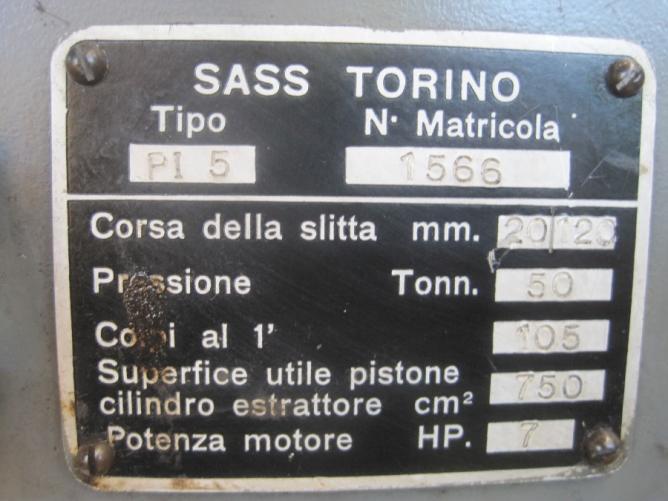 SASS TORINO
Tipo N· Matricola
PI 5 1566
Corsa della slitta mm. 20/120
Pressione Tonn. 50
Colpi al 1' 105
Superfice utile pistone
cilindro estrattore cm² 750
Potenza motore HP. 7